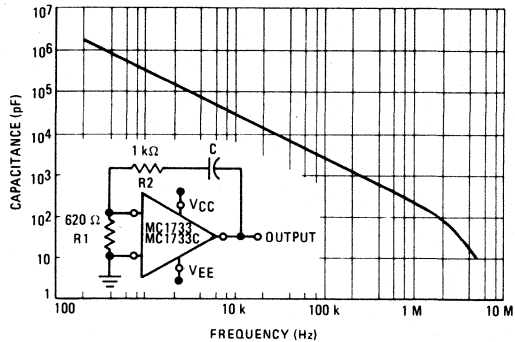 CAPACITANCE (pF)
10⁷
10⁶
10⁵
10⁴
10³
10²
10
1
1 kΩ
C
R2
620 Ω
R1
VCC
MC1733
MC1733C
OUTPUT
VEE
100
10 k
100 k
1 M
10 M
FREQUENCY (Hz)